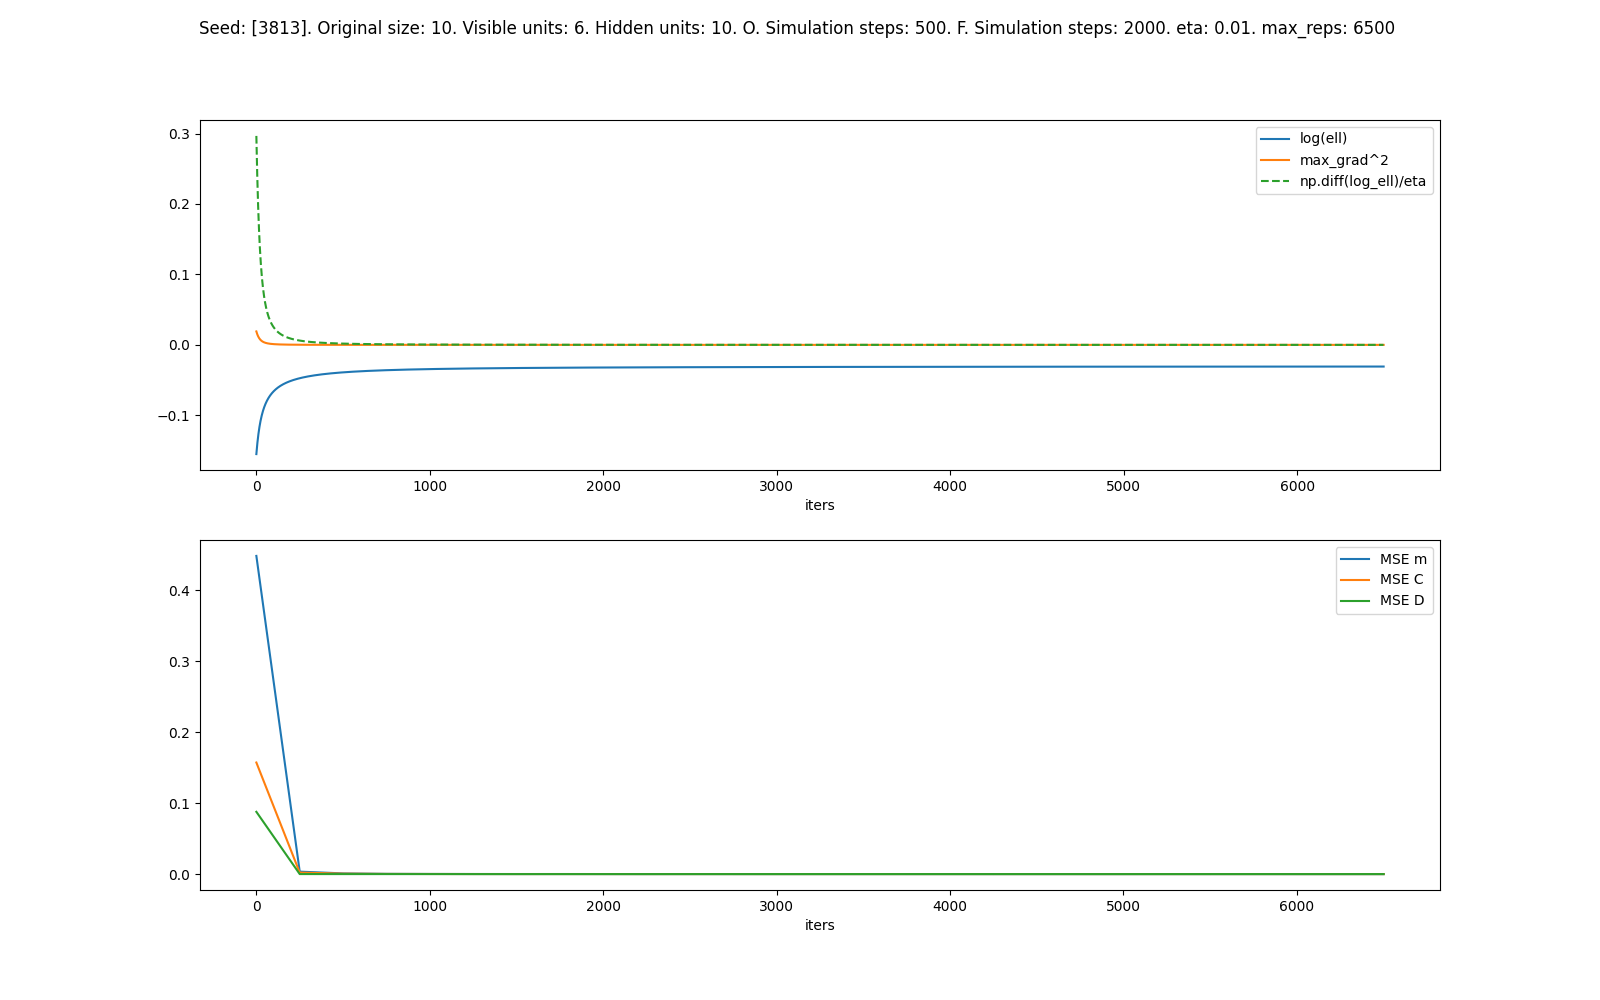 Seed: [3813]. Original size: 10. Visible units: 6. Hidden units: 10. O. Simulation steps: 500. F. Simulation steps: 2000. eta: 0.01. max_reps: 6500
0.3
0.2
0.1
0.0
−0.1
log(ell)
max_grad^2
np.diff(log_ell)/eta
0 1000 2000 3000 4000 5000 6000
iters
0.4
0.3
0.2
0.1
0.0
MSE m
MSE C
MSE D
0 1000 2000 3000 4000 5000 6000
iters